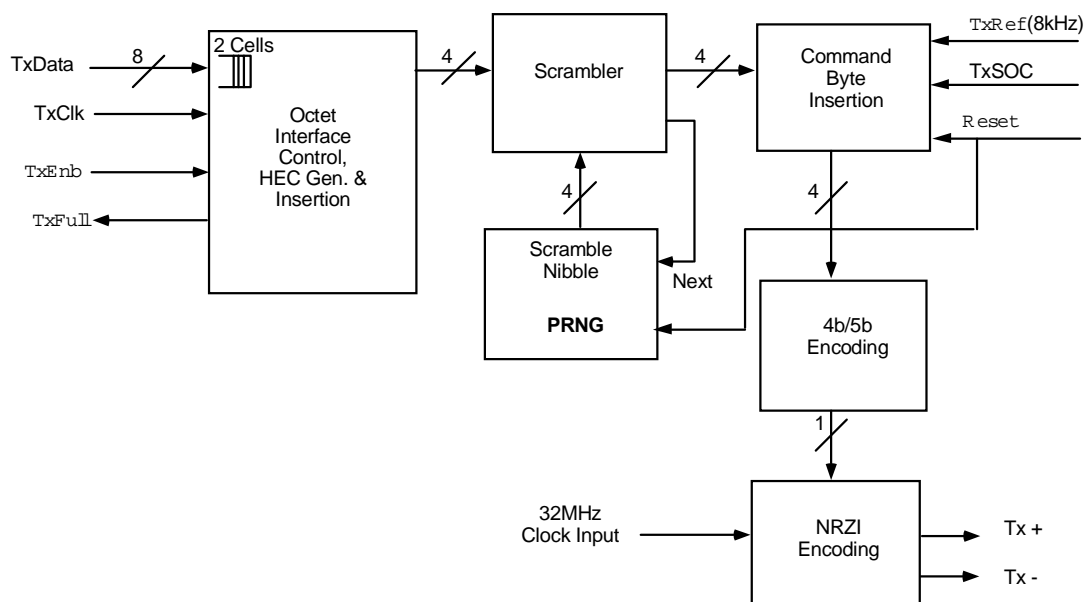 TxData
8
2 Cells
TxClk
TxEnb
TxFull
Octet
Interface
Control,
HEC Gen. &
Insertion
4
Scrambler
4
Command
Byte
Insertion
TxRef(8kHz)
TxSOC
Reset
4
Scramble
Nibble
PRNG
Next
4
4b/5b
Encoding
1
32MHz
Clock Input
NRZI
Encoding
Tx +
Tx -